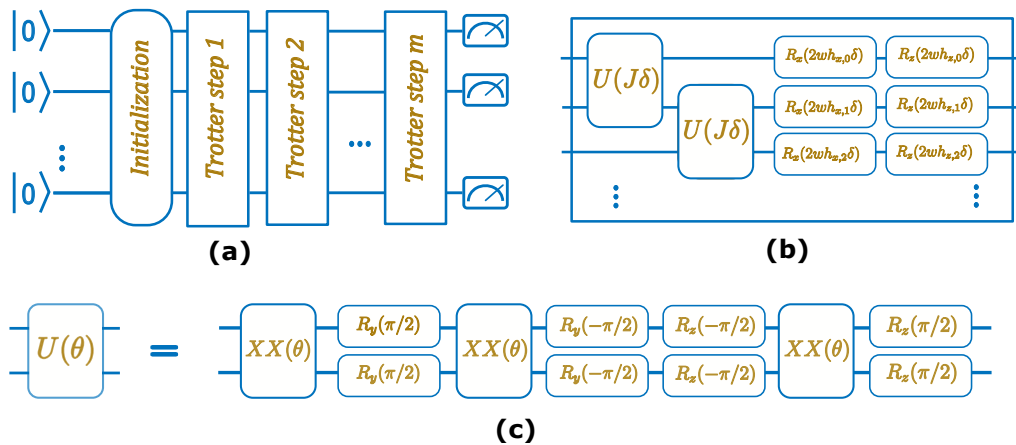 |0⟩
|0⟩
⋮
|0⟩
Initialization
Trotter step 1
Trotter step 2
...
Trotter step m
(a)
U(Jδ)
U(Jδ)
R_x(2wh_{x,0}δ) R_z(2wh_{z,0}δ)
R_x(2wh_{x,1}δ) R_z(2wh_{z,1}δ)
R_x(2wh_{x,2}δ) R_z(2wh_{z,2}δ)
⋮ ⋮
(b)
U(θ) = XX(θ) R_y(π/2) XX(θ) R_y(−π/2) R_z(−π/2) XX(θ) R_z(π/2)
R_y(π/2) R_y(−π/2) R_z(−π/2) R_z(π/2)
(c)